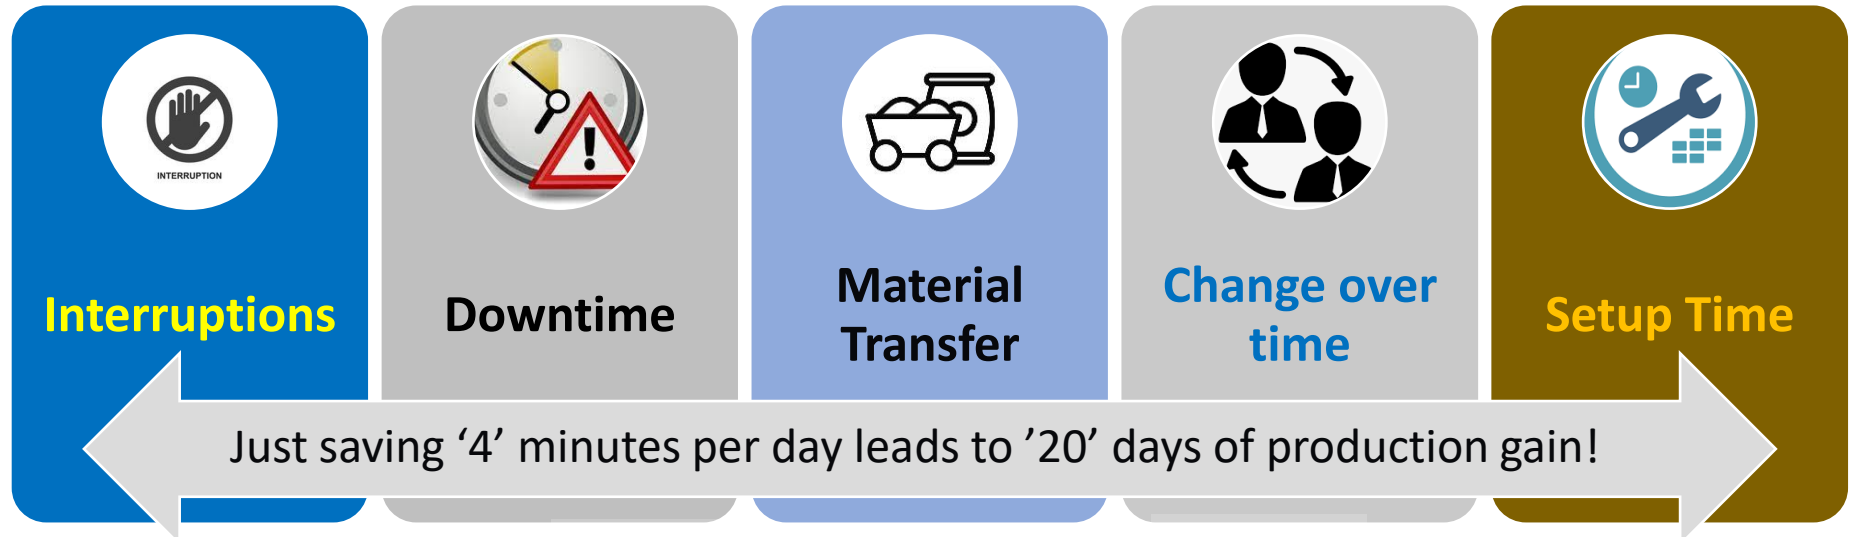 INTERRUPTION
Interruptions
Downtime
Material
Transfer
Change over
time
Setup Time
Just saving ‘4’ minutes per day leads to ’20’ days of production gain!